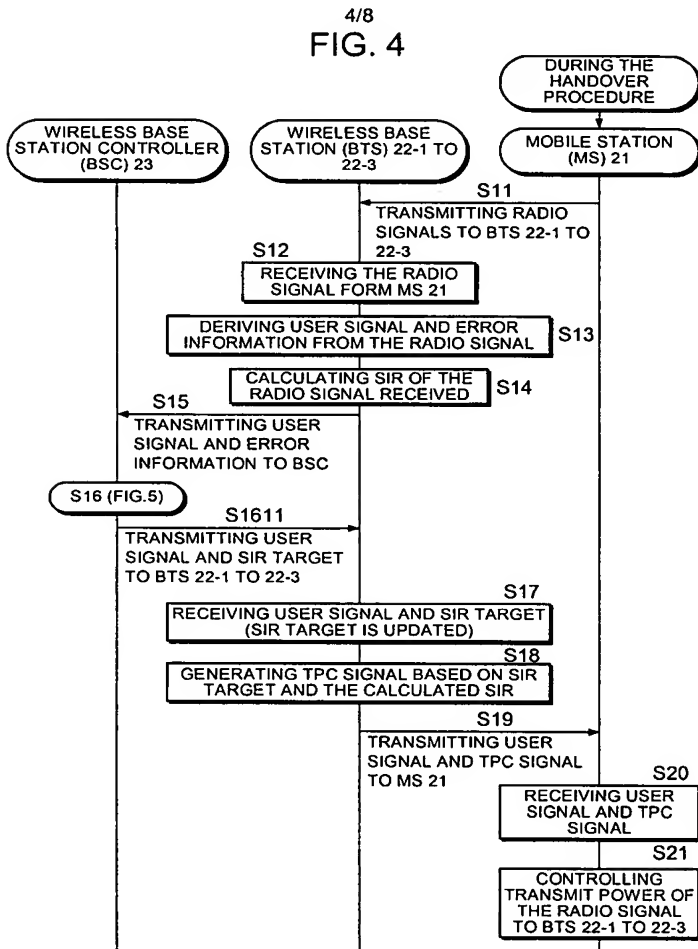 4/8
FIG. 4
DURING THE
HANDOVER
PROCEDURE
WIRELESS BASE
STATION CONTROLLER
(BSC) 23
WIRELESS BASE
STATION (BTS) 22-1 TO
22-3
MOBILE STATION
(MS) 21
S11
TRANSMITTING RADIO
SIGNALS TO BTS 22-1 TO
22-3
S12
RECEIVING THE RADIO
SIGNAL FORM MS 21
DERIVING USER SIGNAL AND ERROR
INFORMATION FROM THE RADIO SIGNAL
S13
CALCULATING SIR OF THE
RADIO SIGNAL RECEIVED
S14
S15
TRANSMITTING USER
SIGNAL AND ERROR
INFORMATION TO BSC
S16 (FIG.5)
S1611
TRANSMITTING USER
SIGNAL AND SIR TARGET
TO BTS 22-1 TO 22-3
S17
RECEIVING USER SIGNAL AND SIR TARGET
(SIR TARGET IS UPDATED)
S18
GENERATING TPC SIGNAL BASED ON SIR
TARGET AND THE CALCULATED SIR
S19
TRANSMITTING USER
SIGNAL AND TPC SIGNAL
TO MS 21
S20
RECEIVING USER
SIGNAL AND TPC
SIGNAL
S21
CONTROLLING
TRANSMIT POWER OF
THE RADIO SIGNAL
TO BTS 22-1 TO 22-3